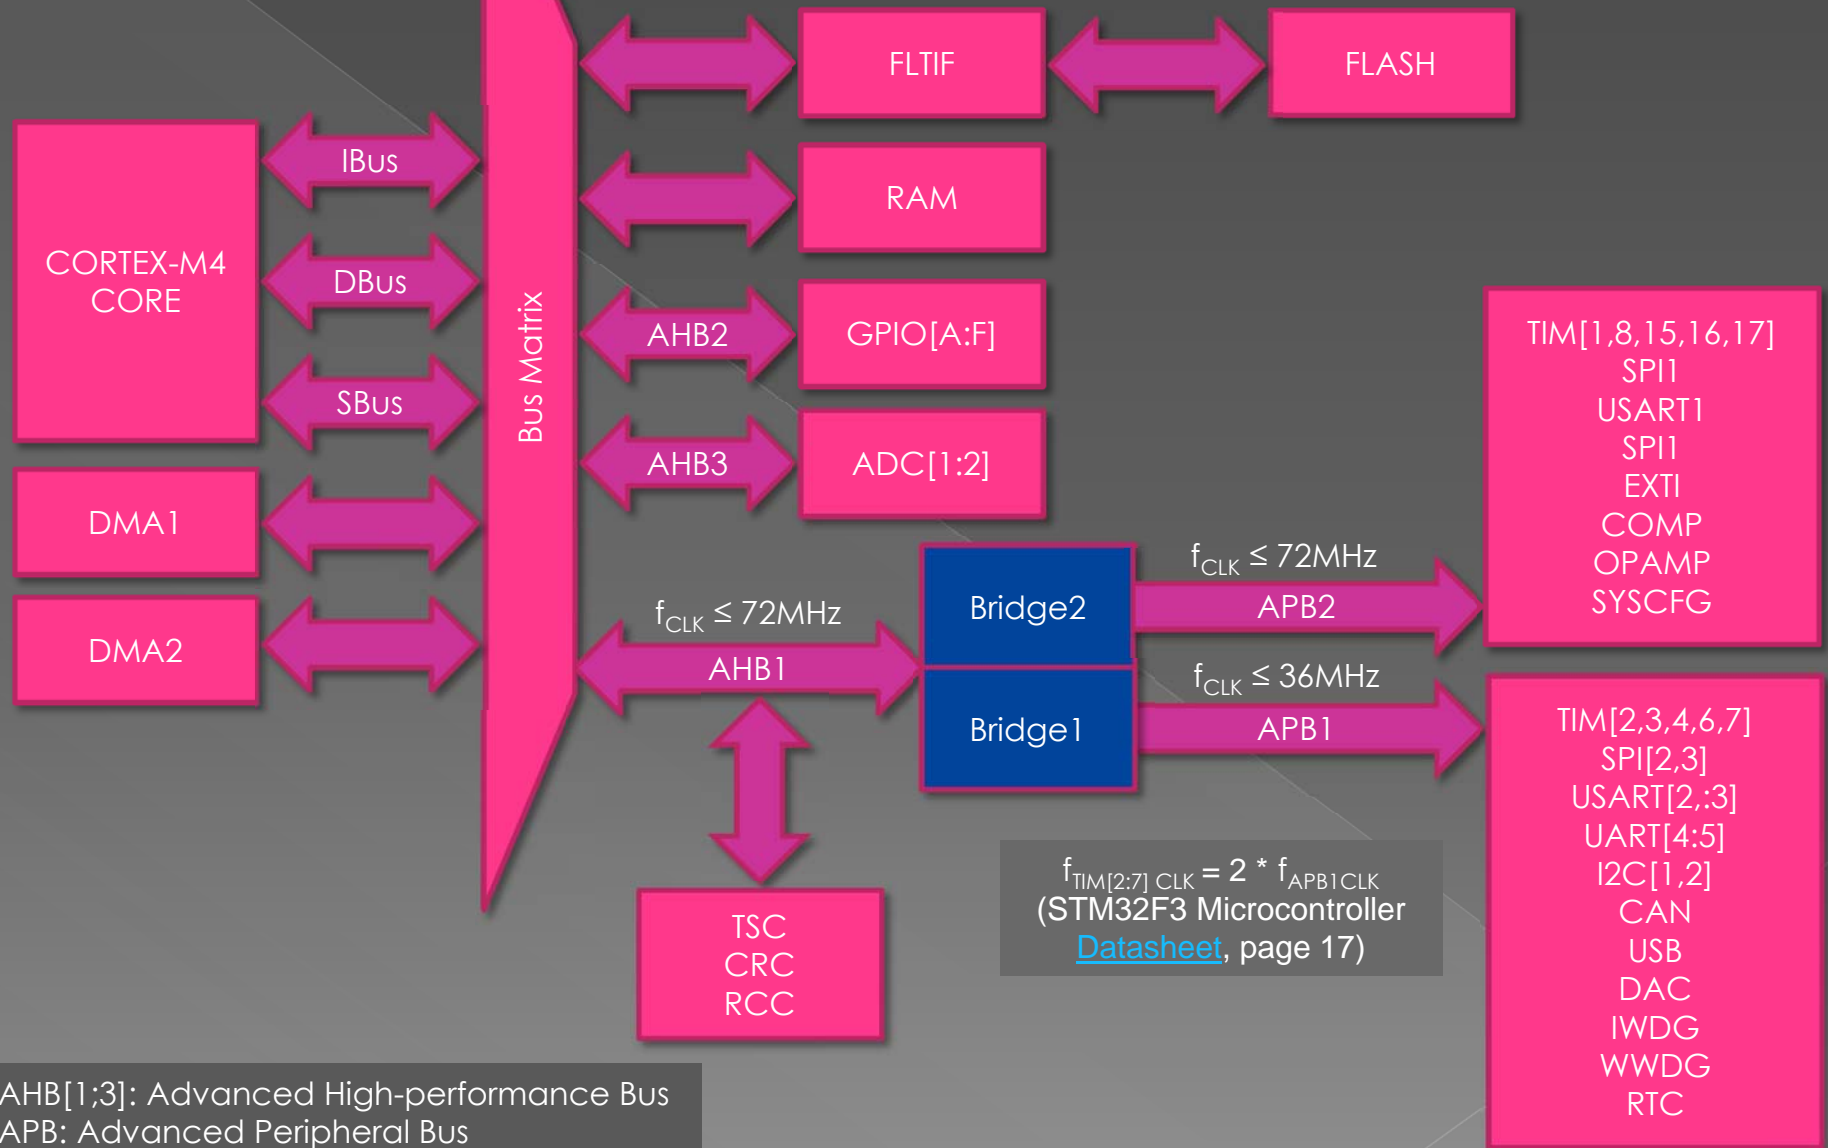 FLTIF
FLASH
IBus
RAM
CORTEX-M4
CORE
DBus
Bus Matrix
AHB2
GPIO[A:F]
TIM[1,8,15,16,17]
SPI1
USART1
SPI1
EXTI
COMP
OPAMP
SYSCFG
SBus
AHB3
ADC[1:2]
DMA1
fCLK ≤ 72MHz
Bridge2
APB2
DMA2
fCLK ≤ 72MHz
AHB1
fCLK ≤ 36MHz
Bridge1
APB1
TIM[2,3,4,6,7]
SPI[2,3]
USART[2,:3]
UART[4:5]
I2C[1,2]
CAN
USB
DAC
IWDG
WWDG
RTC
fTIM[2:7] CLK = 2 * fAPB1CLK
(STM32F3 Microcontroller
Datasheet, page 17)
TSC
CRC
RCC
AHB[1;3]: Advanced High-performance Bus
APB: Advanced Peripheral Bus